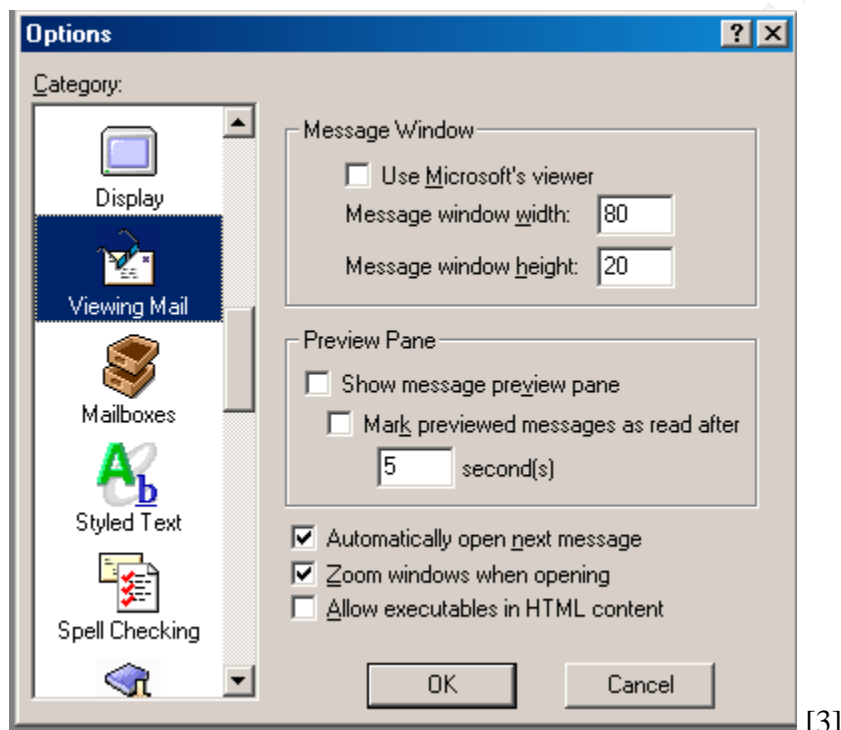 Options
Category:
Display
Viewing Mail
Mailboxes
Styled Text
Spell Checking
Message Window
Use Microsoft's viewer
Message window width: 80
Message window height: 20
Preview Pane
Show message preview pane
Mark previewed messages as read after
5 second(s)
Automatically open next message
Zoom windows when opening
Allow executables in HTML content
OK Cancel
[3]